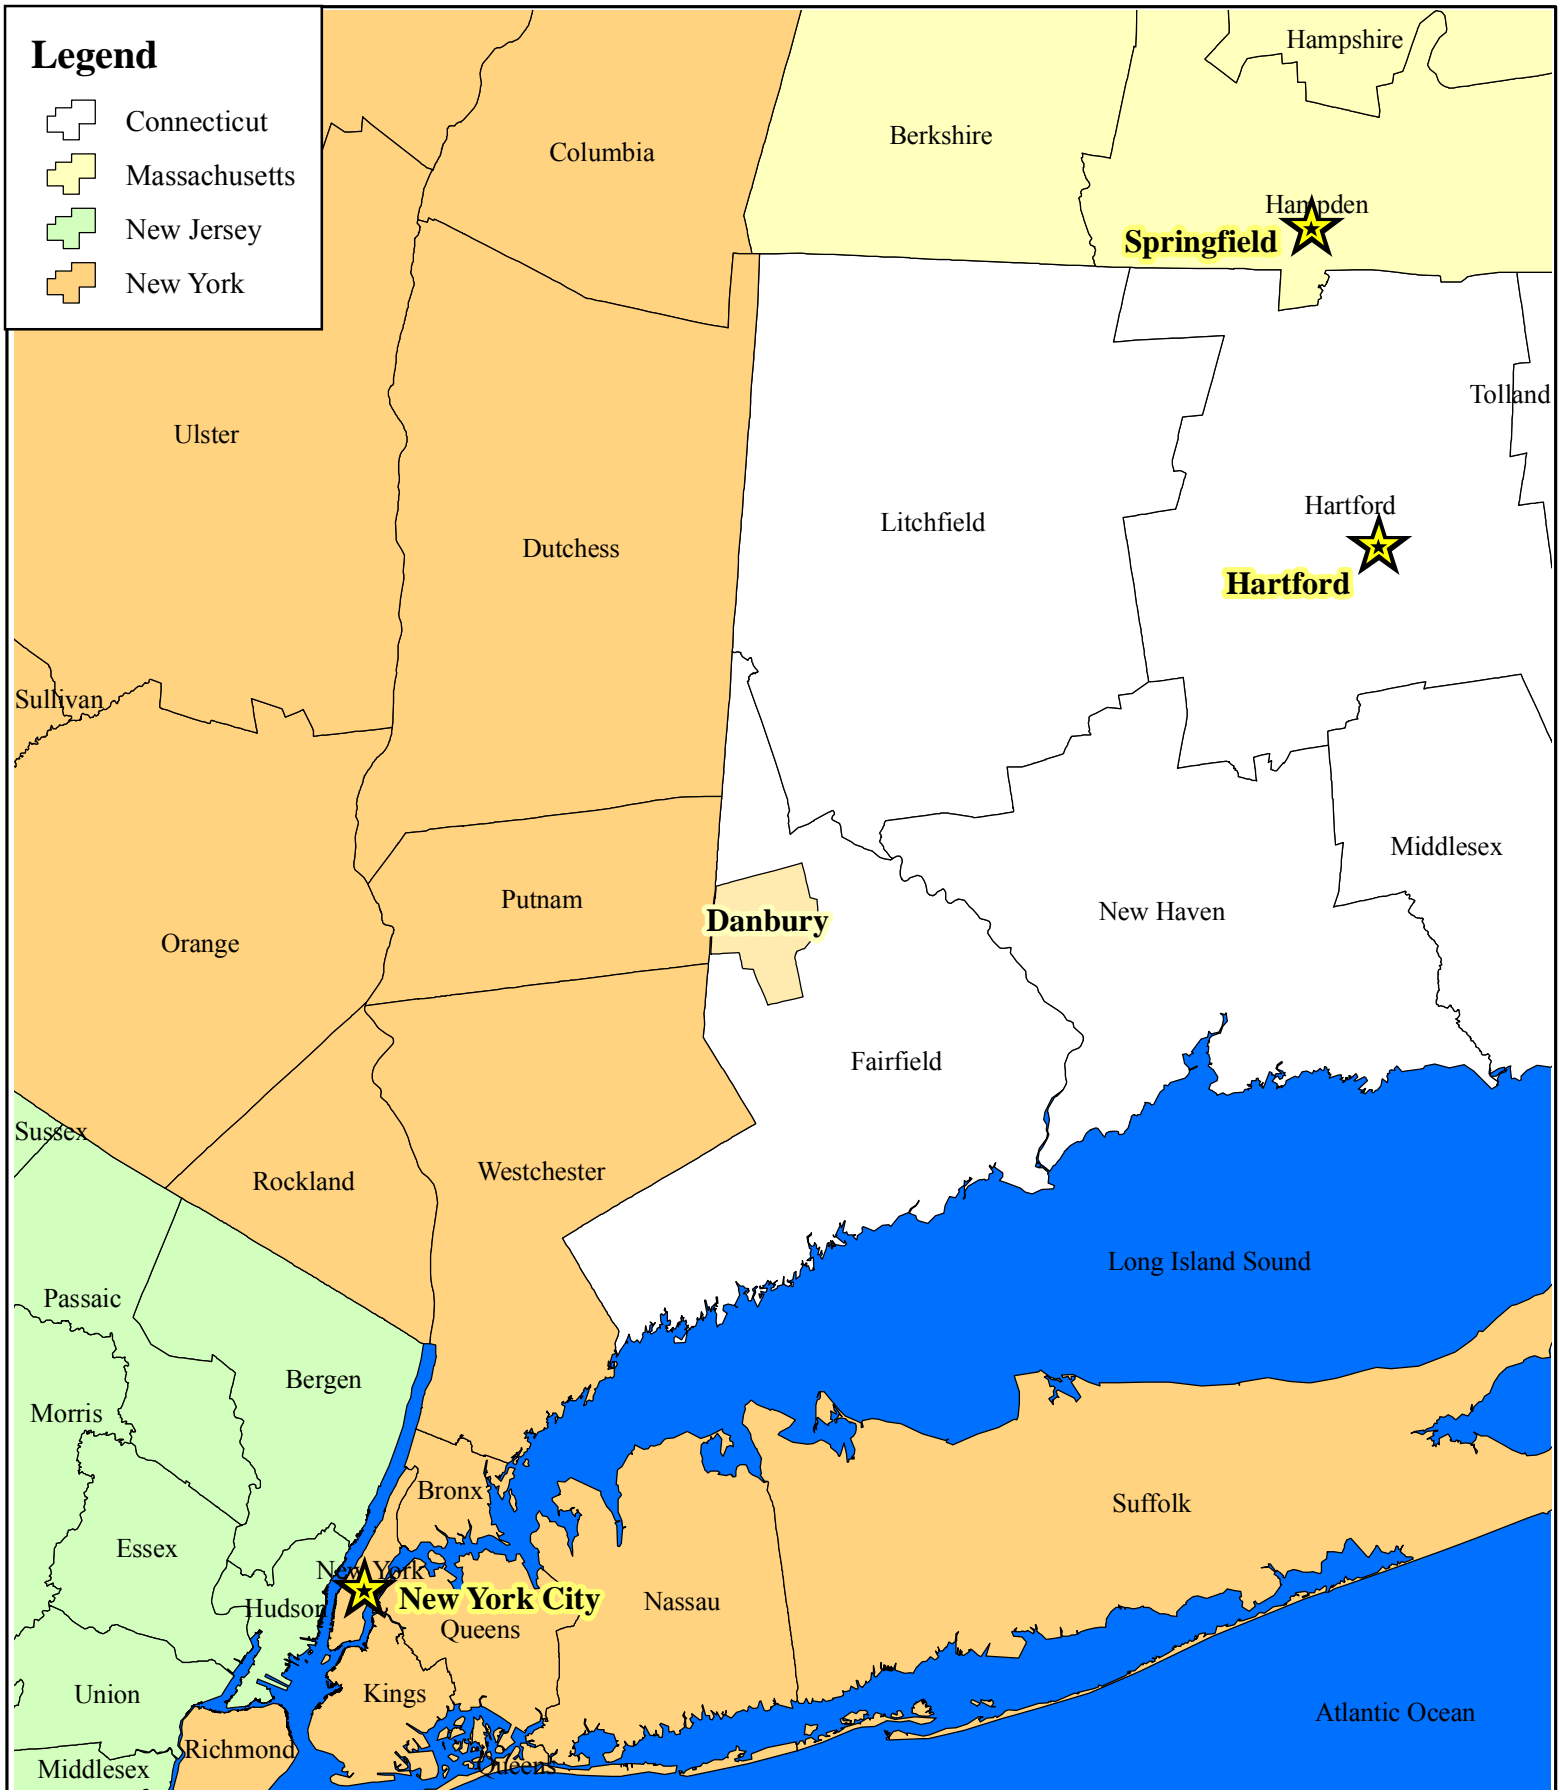 Legend
Connecticut
Massachusetts
New Jersey
New York
Hampshire
Berkshire
Columbia
Hampden
Springfield
Tolland
Ulster
Hartford
Litchfield
Dutchess
Hartford
Sullivan
Middlesex
Putnam
New Haven
Danbury
Orange
Fairfield
Sussex
Westchester
Rockland
Long Island Sound
Passaic
Bergen
Morris
Bronx
Suffolk
Essex
New York
New York City
Nassau
Hudson
Queens
Union
Kings
Atlantic Ocean
Richmond
Queens
Middlesex